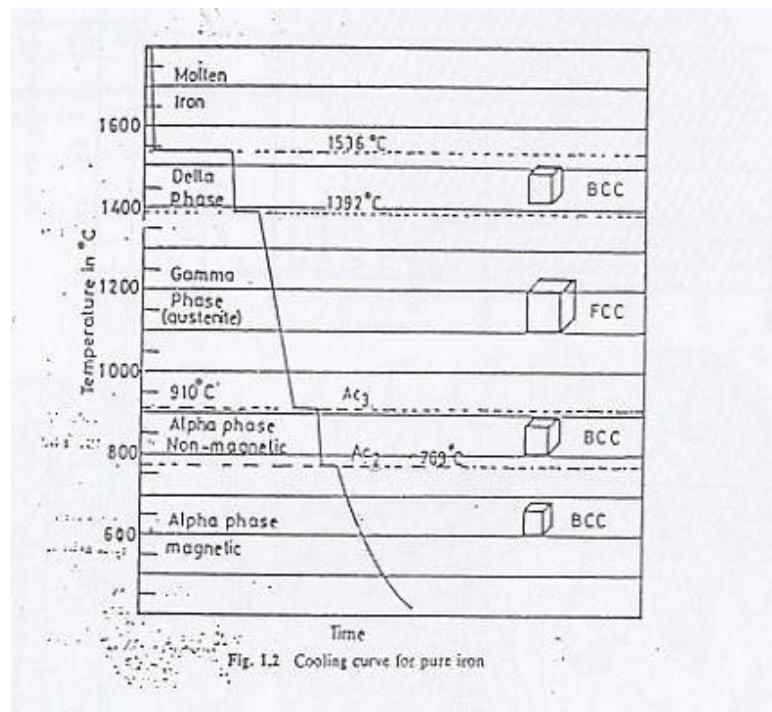 Molten
Iron
1600
1536 °C
Delta
Phase
BCC
1400
1392°C
Temperature in °C
Gamma
1200
Phase
(austenite)
FCC
1000
910°C
Ac3
Alpha phase
Non-magnetic
BCC
800
Ac2 769°C
Alpha phase
BCC
600
magnetic
Time
Fig. 1.2 Cooling curve for pure iron